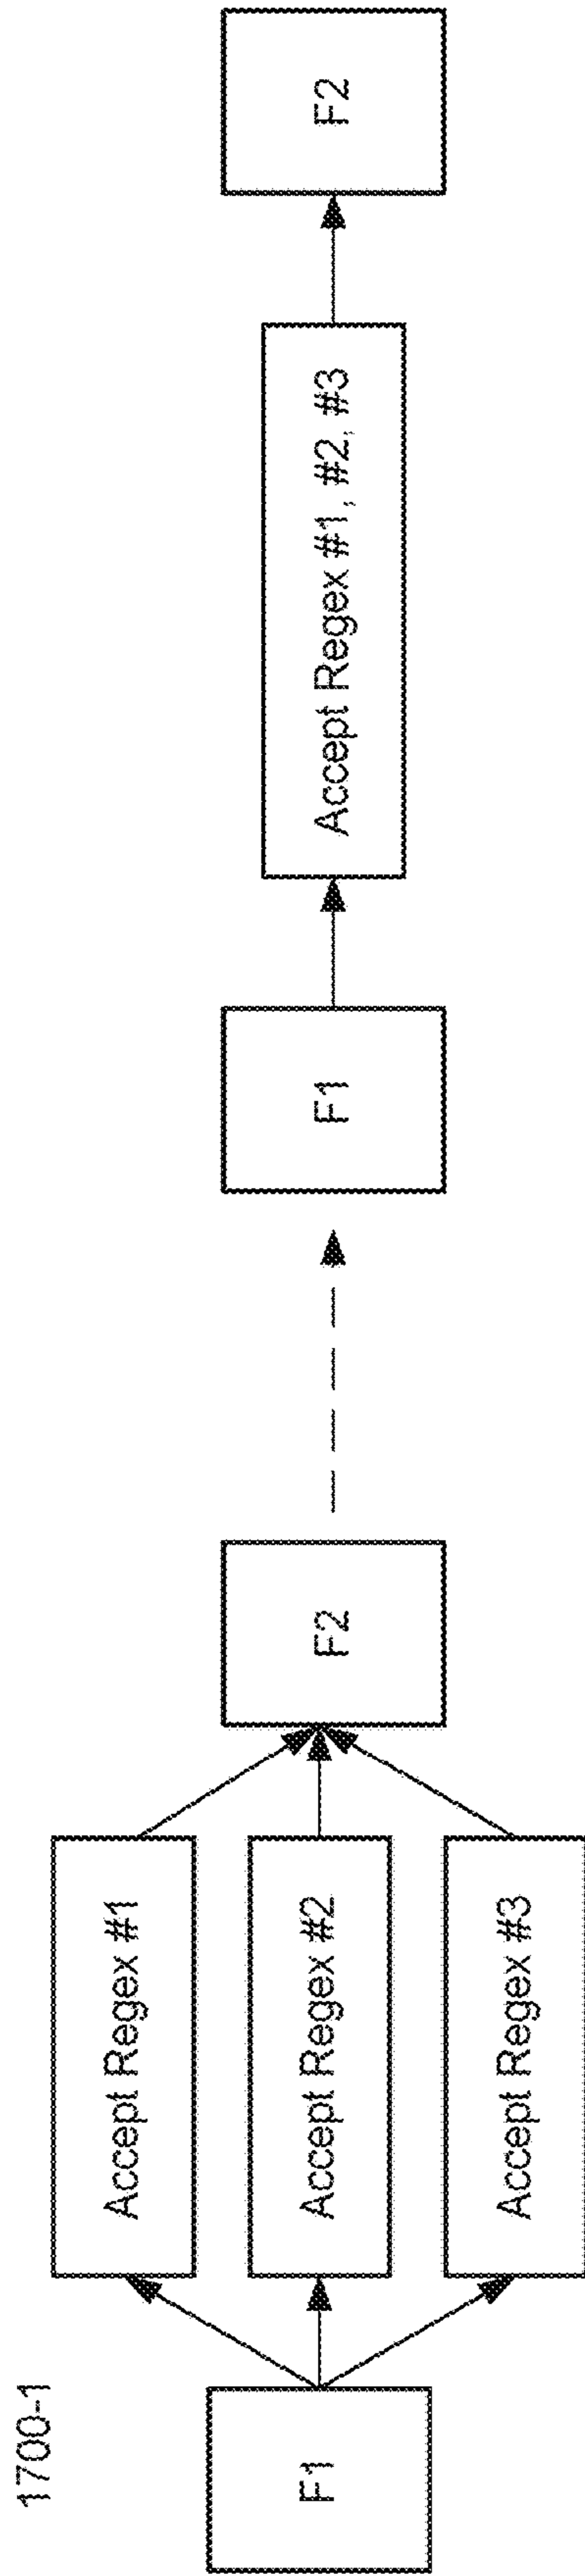 1700-1
F1
Accept Regex #1
Accept Regex #2
Accept Regex #3
F2
F1
Accept Regex #1, #2, #3
F2